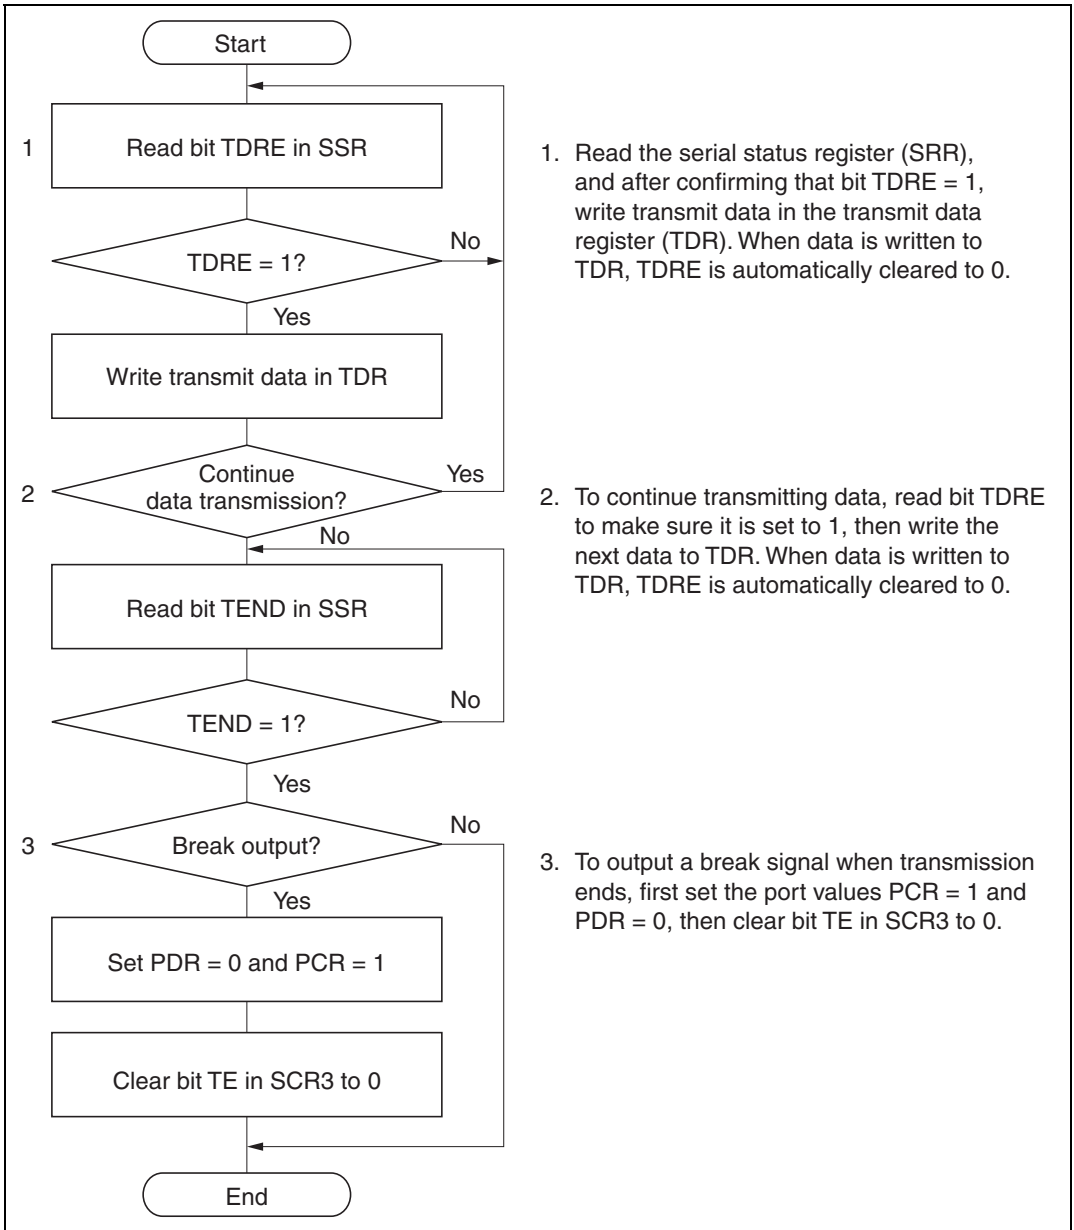 Start
1
Read bit TDRE in SSR
1. Read the serial status register (SRR),
and after confirming that bit TDRE = 1,
write transmit data in the transmit data
register (TDR). When data is written to
TDR, TDRE is automatically cleared to 0.
TDRE = 1?
No
Yes
Write transmit data in TDR
2
Continue
data transmission?
Yes
No
2. To continue transmitting data, read bit TDRE
to make sure it is set to 1, then write the
next data to TDR. When data is written to
TDR, TDRE is automatically cleared to 0.
Read bit TEND in SSR
TEND = 1?
No
Yes
3
Break output?
No
Yes
3. To output a break signal when transmission
ends, first set the port values PCR = 1 and
PDR = 0, then clear bit TE in SCR3 to 0.
Set PDR = 0 and PCR = 1
Clear bit TE in SCR3 to 0
End